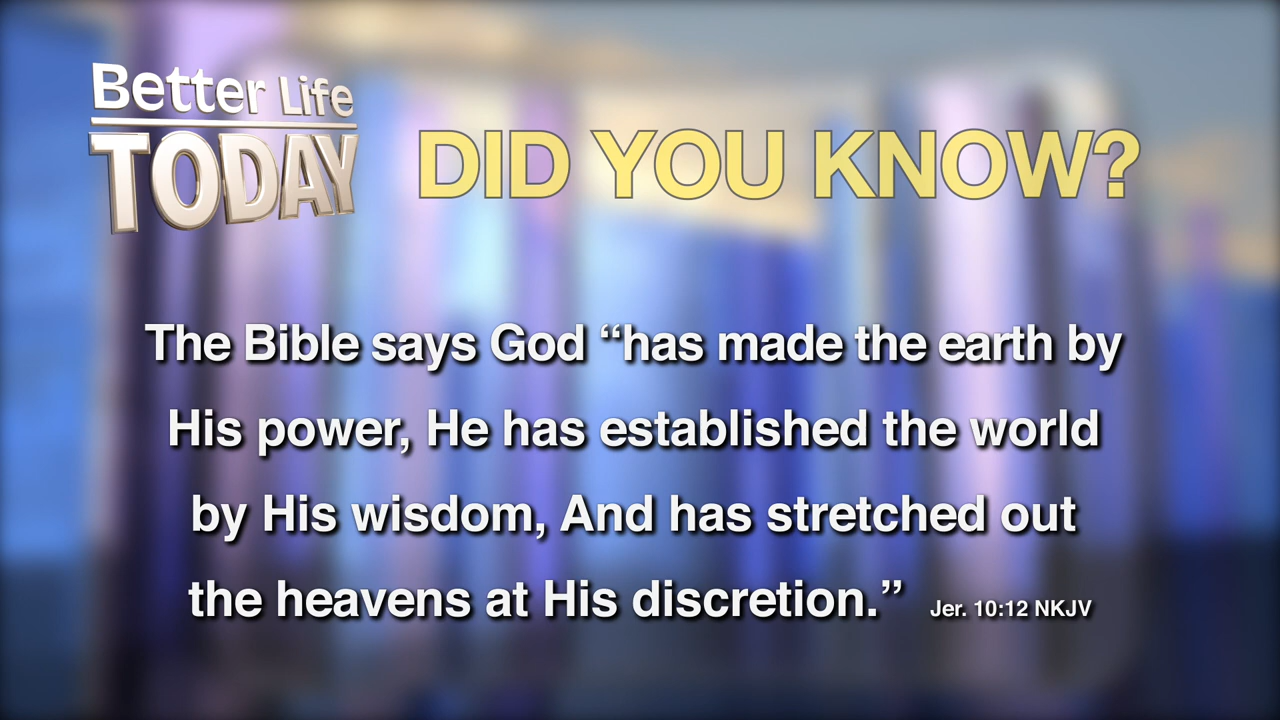 Better Life
TODAY
DID YOU KNOW?
The Bible says God “has made the earth by
His power, He has established the world
by His wisdom, And has stretched out
the heavens at His discretion.” Jer. 10:12 NKJV